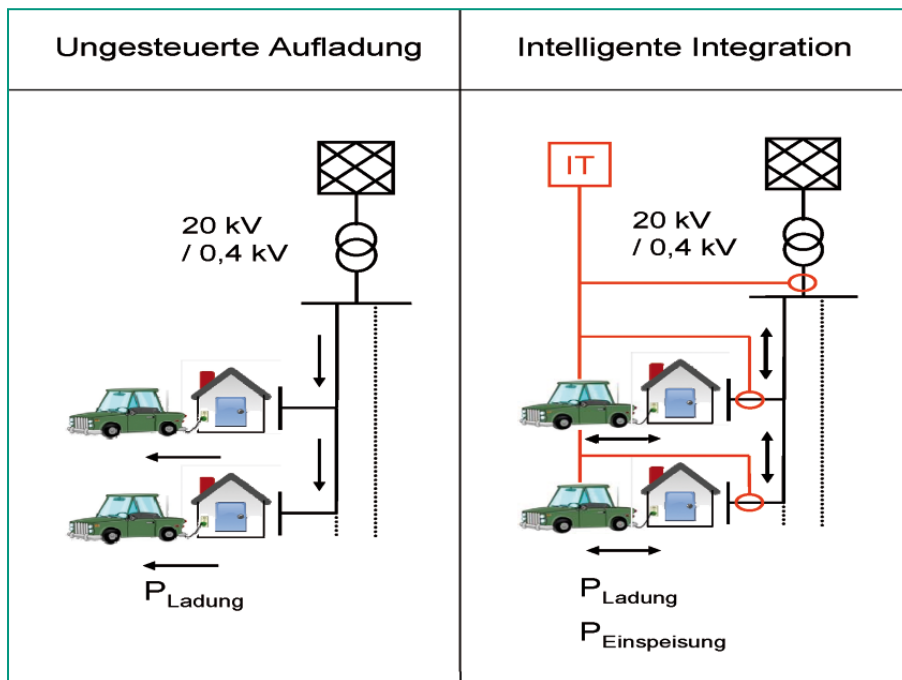 Ungesteuerte Aufladung
Intelligente Integration
20 kV
/ 0,4 kV
P Ladung
IT
20 kV
/ 0,4 kV
P Ladung
P Einspeisung